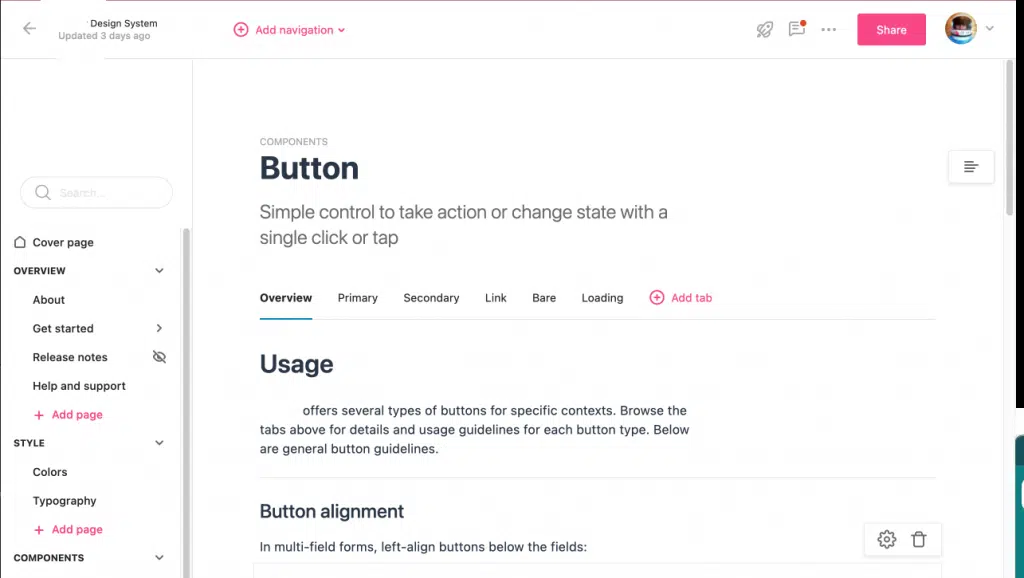 Design System
Updated 3 days ago
Add navigation
Share
Search...
Cover page
OVERVIEW
About
Get started
Release notes
Help and support
Add page
STYLE
Colors
Typography
Add page
COMPONENTS
COMPONENTS
Button
Simple control to take action or change state with a
single click or tap
Overview Primary Secondary Link Bare Loading Add tab
Usage
offers several types of buttons for specific contexts. Browse the
tabs above for details and usage guidelines for each button type. Below
are general button guidelines.
Button alignment
In multi-field forms, left-align buttons below the fields: